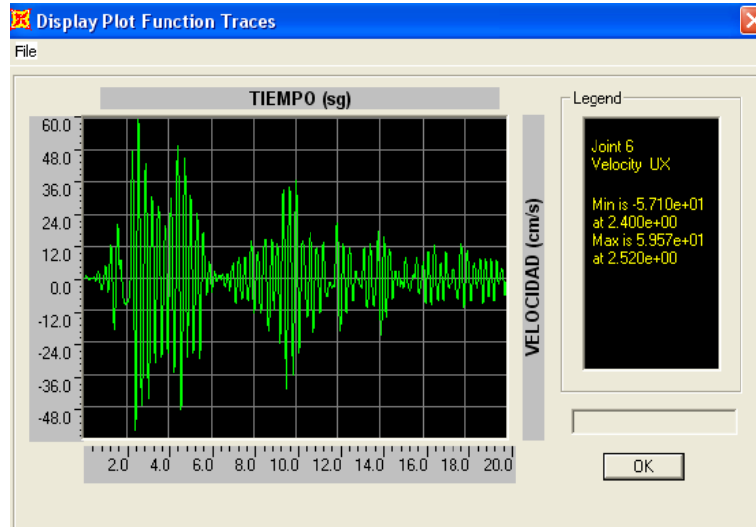 Display Plot Function Traces
File
TIEMPO (sg)
60.0
48.0
36.0
24.0
12.0
0.0
-12.0
-24.0
-36.0
-48.0
VELOCIDAD (cm/s)
2.0 4.0 6.0 8.0 10.0 12.0 14.0 16.0 18.0 20.0
Legend
Joint 6
Velocity UX
Min is -5.710e+01
at 2.400e+00
Max is 5.957e+01
at 2.520e+00
OK